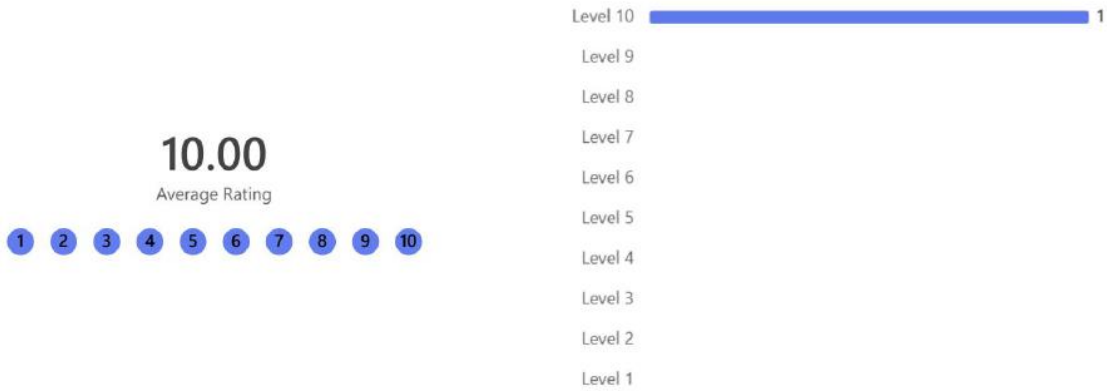 10.00
Average Rating
1 2 3 4 5 6 7 8 9 10
Level 10 1
Level 9
Level 8
Level 7
Level 6
Level 5
Level 4
Level 3
Level 2
Level 1